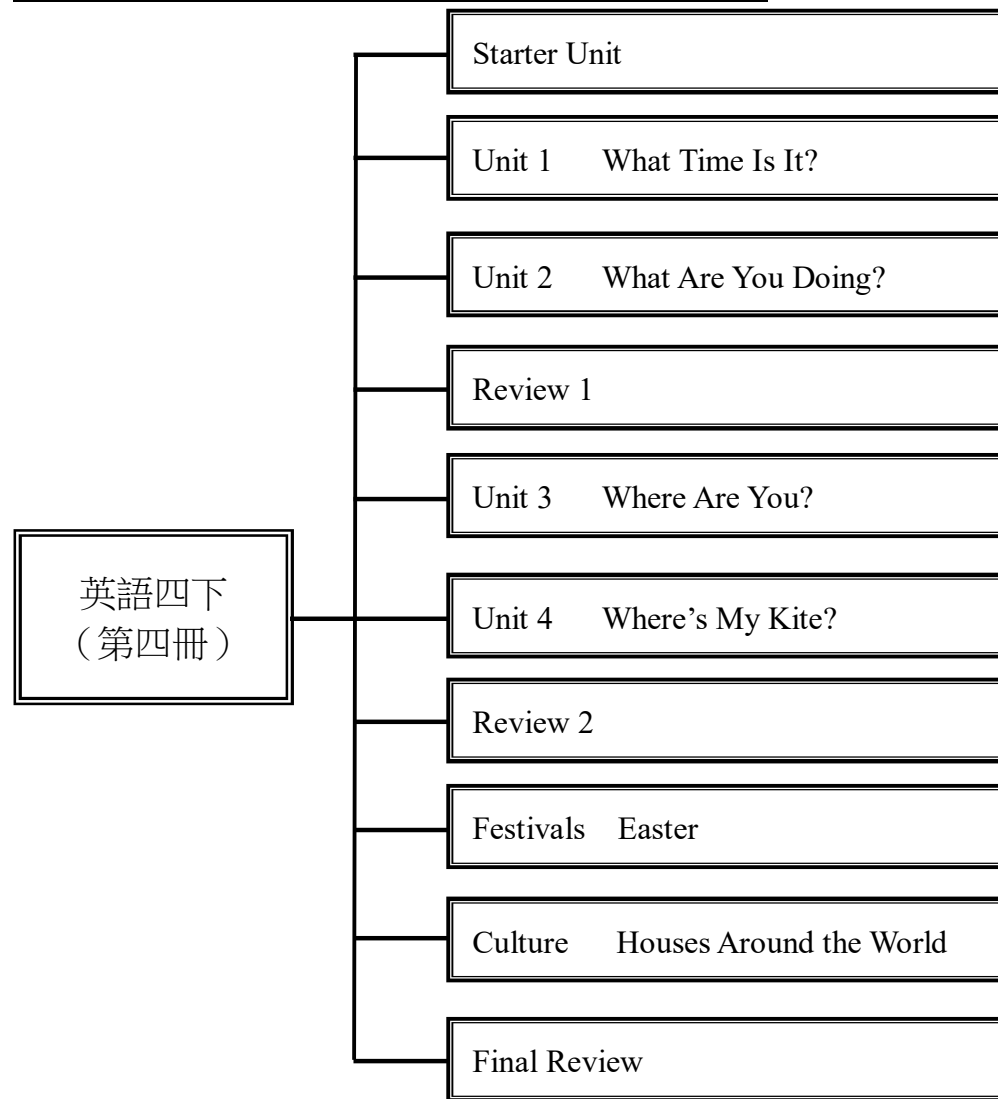 Starter Unit
Unit 1 What Time Is It?
Unit 2 What Are You Doing?
Review 1
Unit 3 Where Are You?
英語四下
（第四冊）
Unit 4 Where’s My Kite?
Review 2
Festivals Easter
Culture Houses Around the World
Final Review